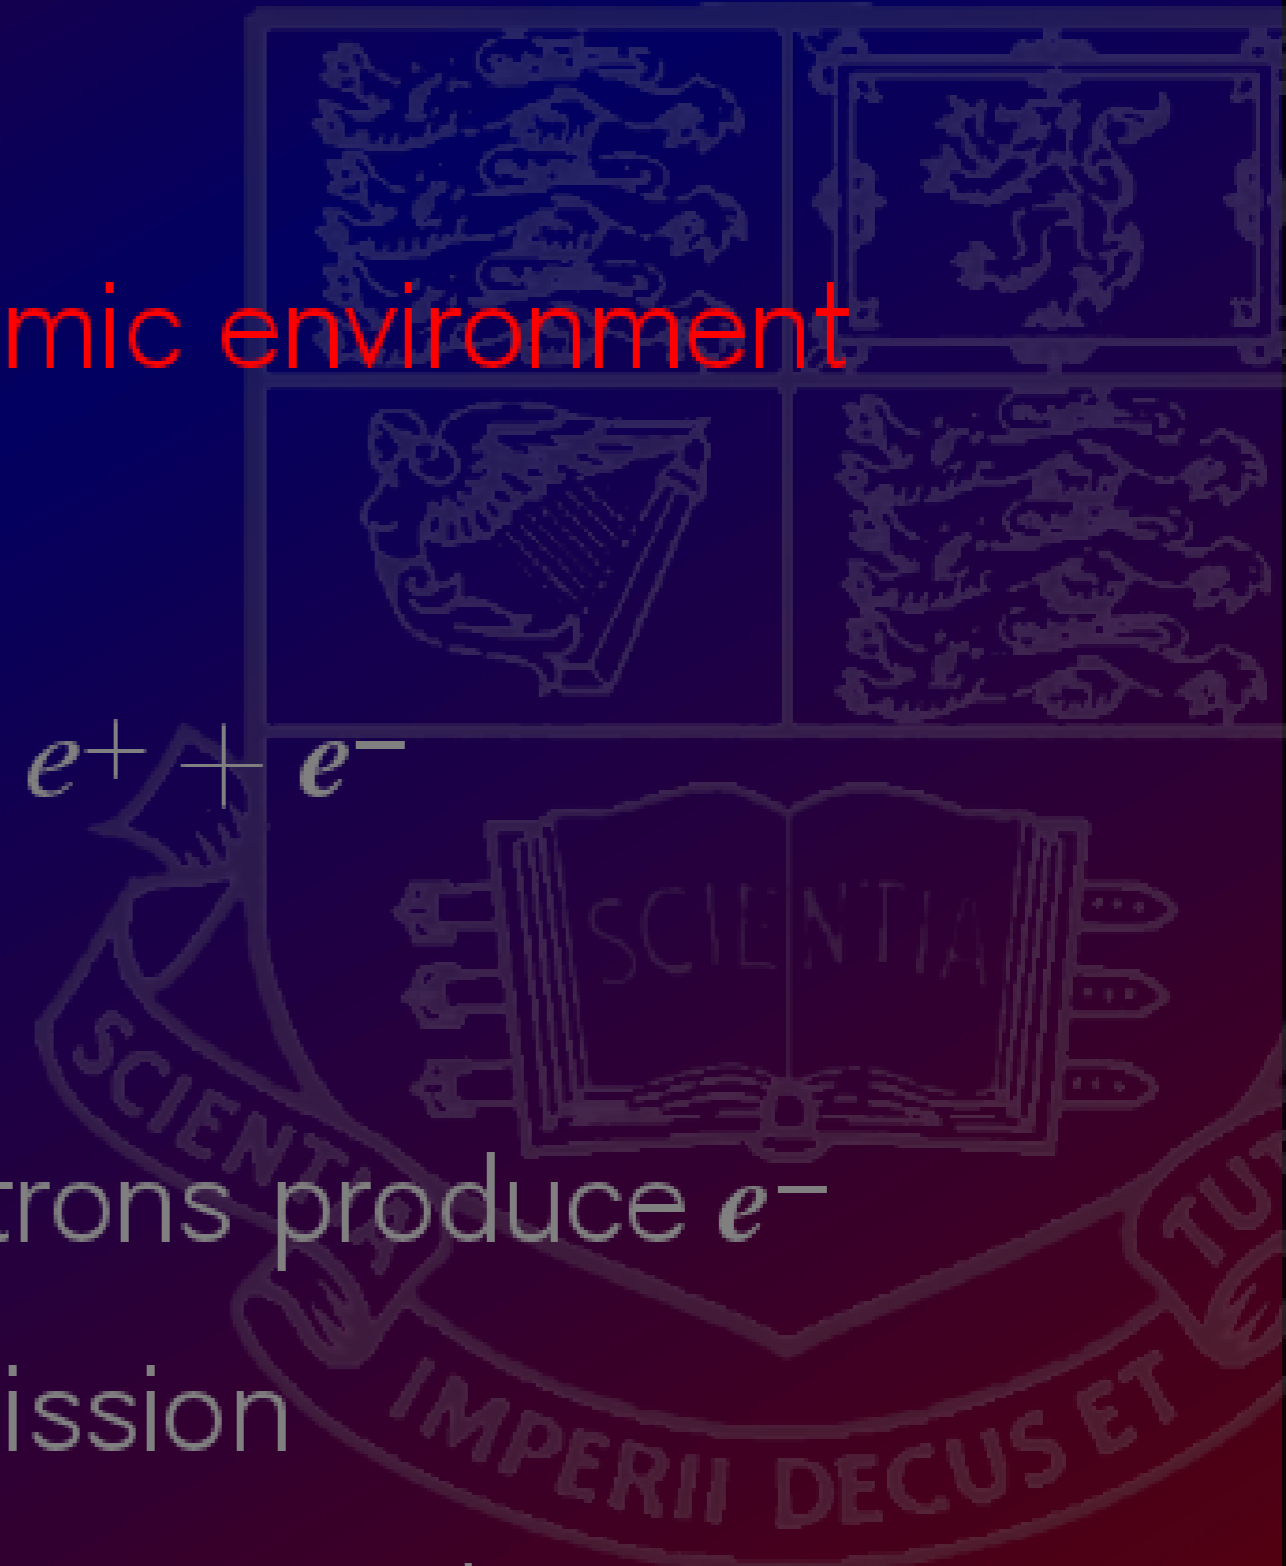 mic environment
e⁺ + e⁻
SCIENTIA
SCIENTIA
trons produce e⁻
ission
IMPERII DECUS ET
TUT